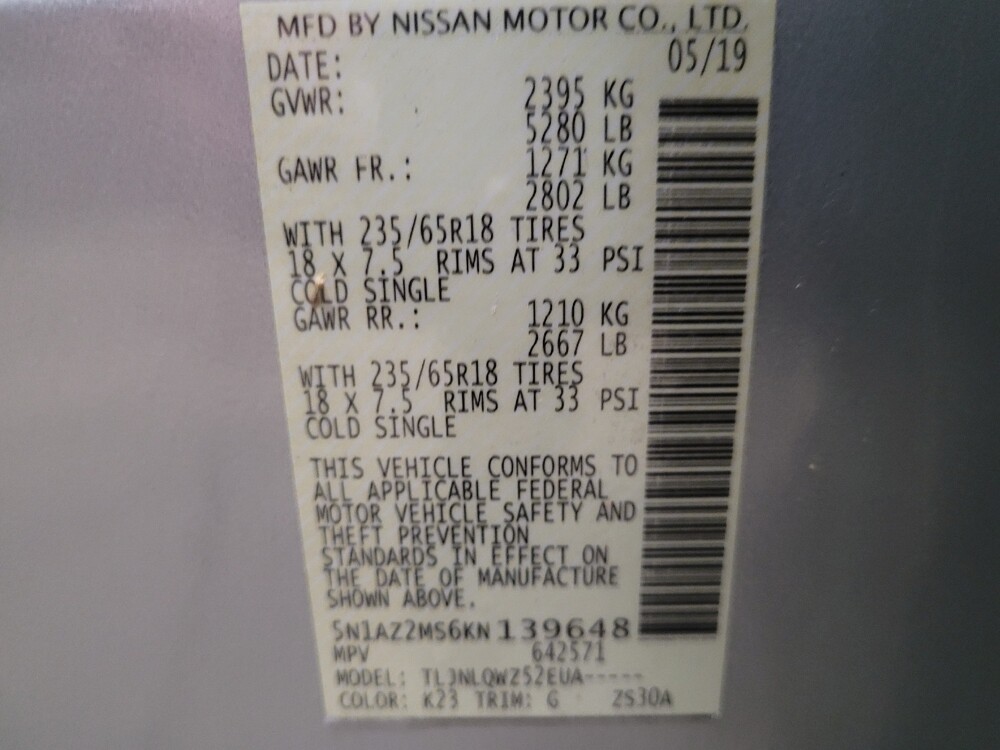 MFD BY NISSAN MOTOR CO., LTD.
DATE: 05/19
GVWR: 2395 KG
5280 LB
GAWR FR.: 1271 KG
2802 LB
WITH 235/65R18 TIRES
18 X 7.5 RIMS AT 33 PSI
COLD SINGLE
GAWR RR.: 1210 KG
2667 LB
WITH 235/65R18 TIRES
18 X 7.5 RIMS AT 33 PSI
COLD SINGLE
THIS VEHICLE CONFORMS TO
ALL APPLICABLE FEDERAL
MOTOR VEHICLE SAFETY AND
THEFT PREVENTION
STANDARDS IN EFFECT ON
THE DATE OF MANUFACTURE
SHOWN ABOVE.
5N1AZ2MS6KN139648
MPV 642571
MODEL: TLJNLQWZ52EUA-----
COLOR: K23 TRIM: G ZS30A